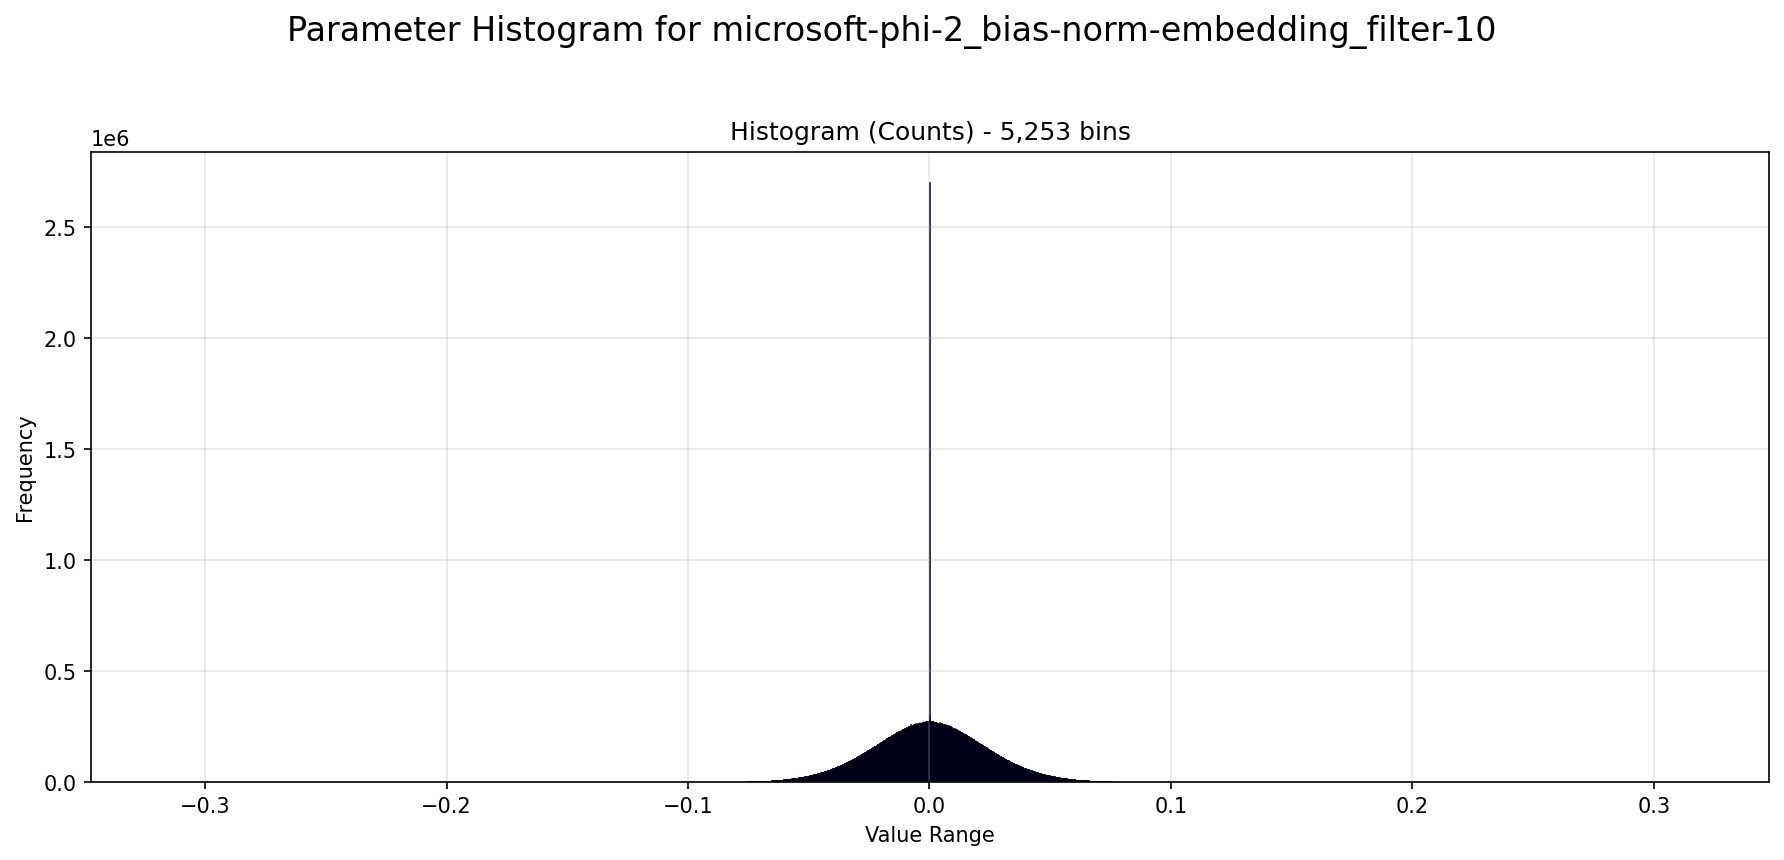 Parameter Histogram for microsoft-phi-2_bias-norm-embedding_filter-10
Histogram (Counts) - 5,253 bins
1e6
2.5
2.0
1.5
1.0
0.5
0.0
Frequency
−0.3 −0.2 −0.1 0.0 0.1 0.2 0.3
Value Range